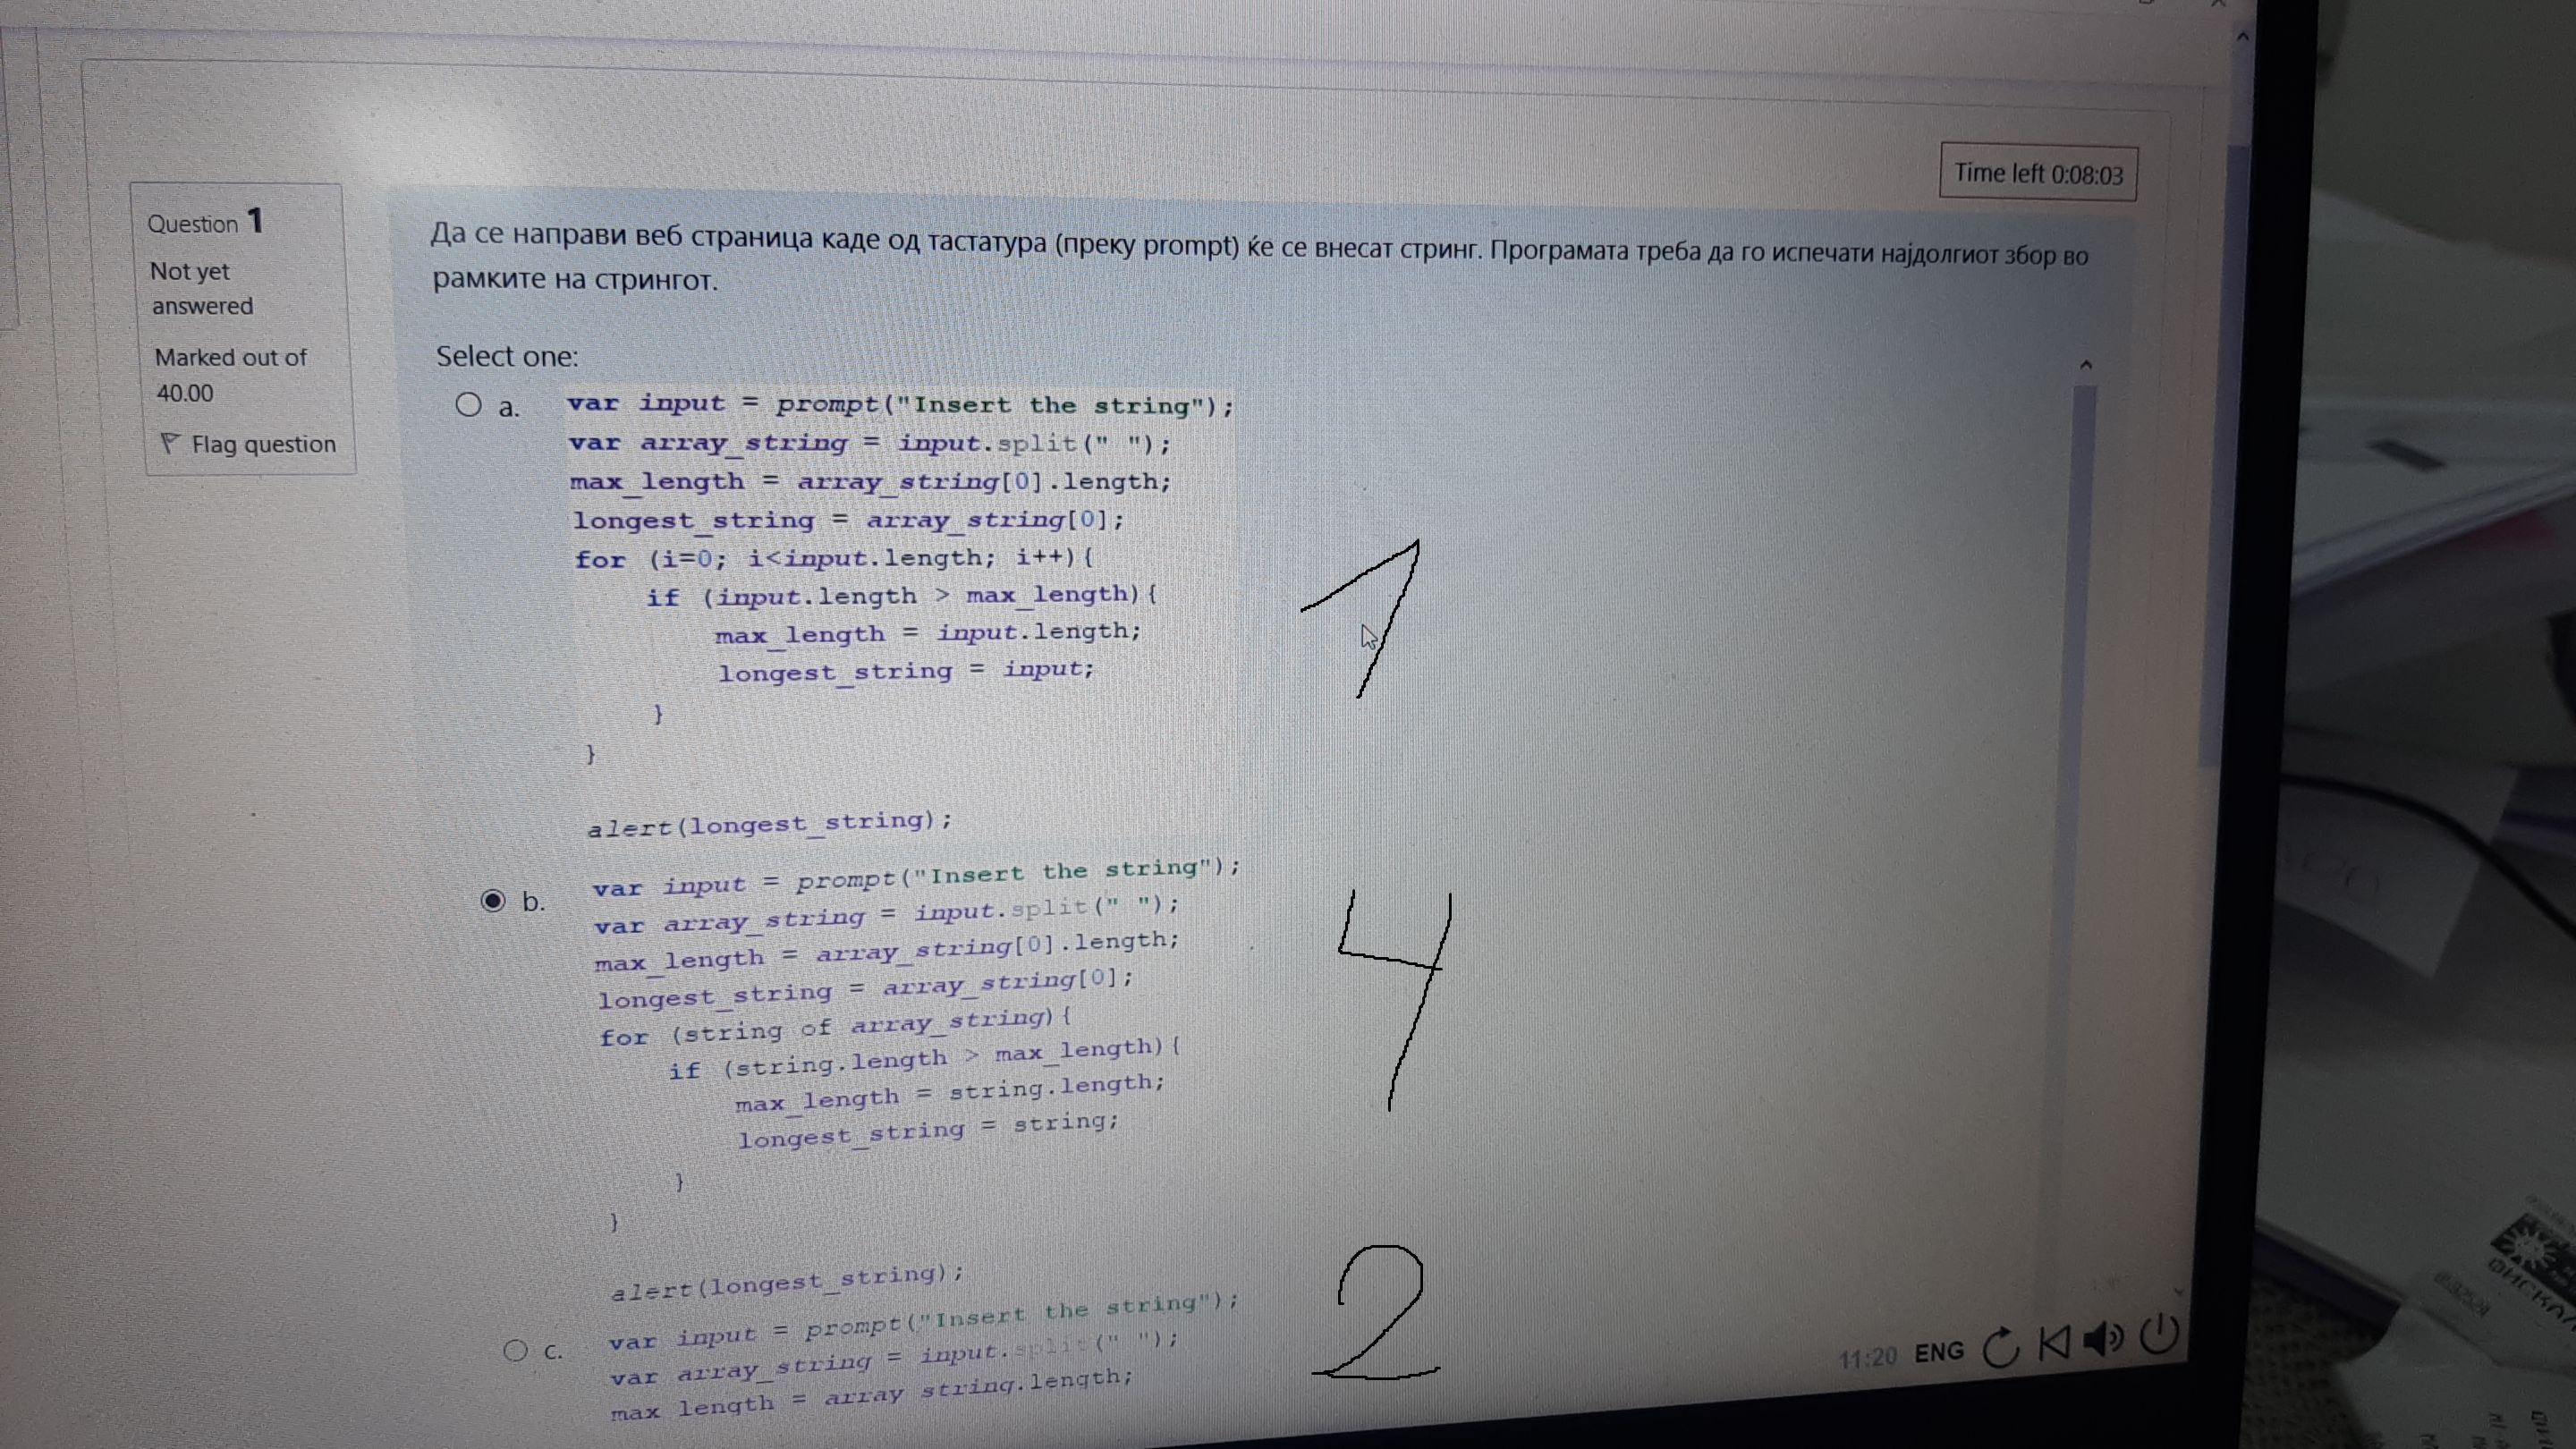 Time left 0:08:03
Question 1
Not yet
answered
Marked out of
40.00
Flag question
Да се направи веб страница каде од тастатура (преку prompt) ќе се внесат стринг. Програмата треба да го испечати најдолгиот збор во
рамките на стрингот.
Select one:
a.
var input = prompt("Insert the string");
var array_string = input.split(" ");
max_length = array_string[0].length;
longest_string = array_string[0];
for (i=0; i<input.length; i++){
if (input.length > max_length){
max_length = input.length;
longest_string = input;
}
}
alert(longest_string);
1
b.
var input = prompt("Insert the string");
var array_string = input.split(" ");
max_length = array_string[0].length;
longest_string = array_string[0];
for (string of array_string){
if (string.length > max_length){
max_length = string.length;
longest_string = string;
}
}
alert(longest_string);
4
c.
var input = prompt("Insert the string");
var array_string = input.split(" ");
max_length = array_string.length;
2
11:20 ENG